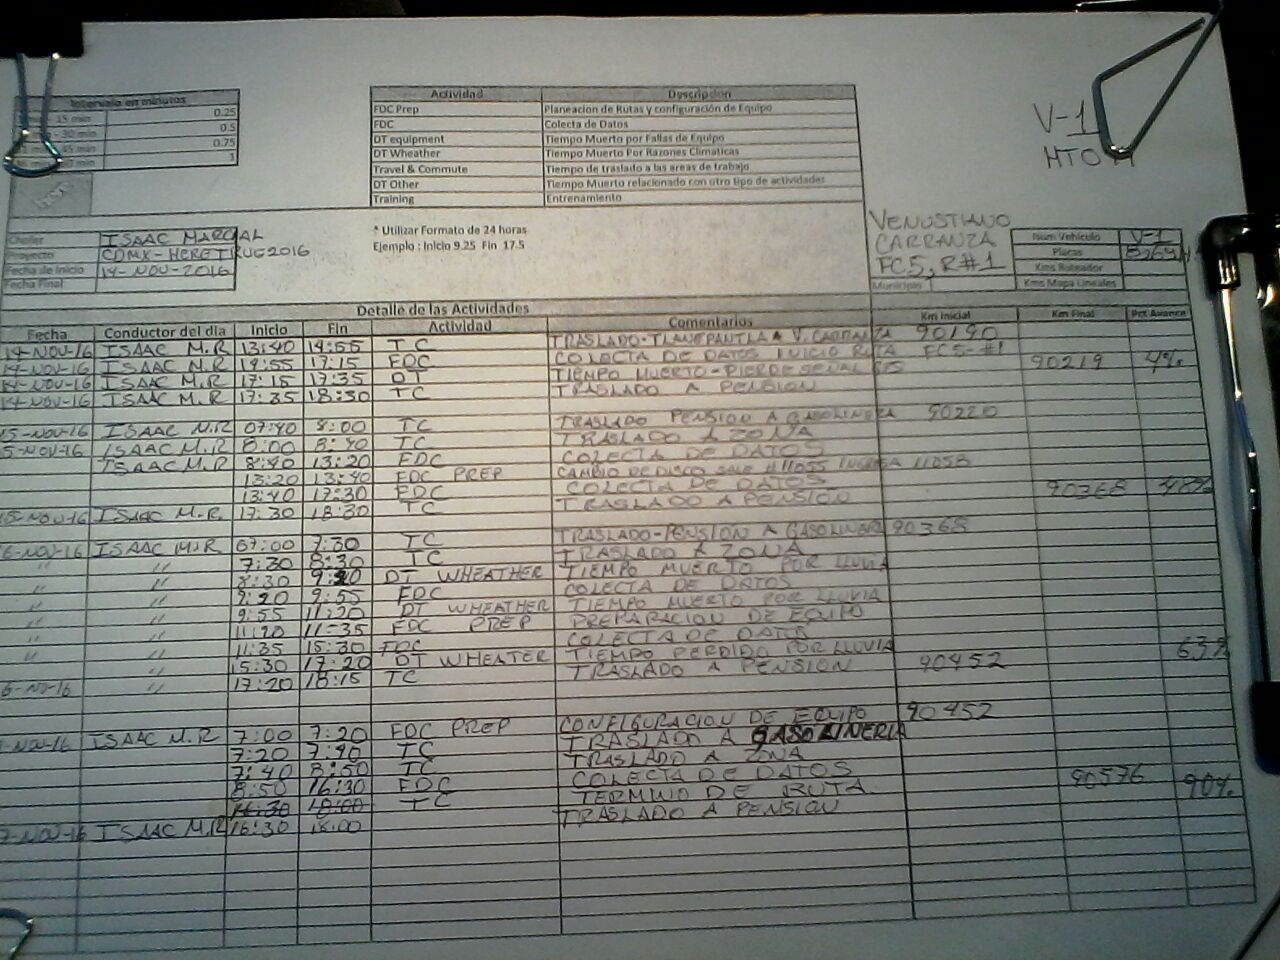 Intervalo en minutos
15 min 0.25
30 min 0.5
45 min 0.75
1
Actividad Descripcion
FDC Prep Planeacion de Rutas y configuración de Equipo
FDC Colecta de Datos
DT equipment Tiempo Muerto por Fallas de Equipo
DT Wheather Tiempo Muerto Por Razones Climaticas
Travel & Commute Tiempo de traslado a las areas de trabajo
DT Other Tiempo Muerto relacionado con otro tipo de actividades
Training Entrenamiento
V-1
* Utilizar Formato de 24 horas
Ejemplo : Inicio 9.25 Fin 17.5
Chofer ISAAC MARCIAL
Proyecto CDMX-HERETRUE2016
Fecha de Inicio 14-NOV-2016
Fecha Final
VENUSTIANO
CARRANZA
FC5, R#1
Municipio
Num Vehiculo V-1
Placas
Kms Ruteador
Kms Mapa Lineales
Detalle de las Actividades
Fecha Conductor del dia Inicio Fin Actividad Comentarios Km Inicial Km Final Pct Avance
14-NOV-16 ISAAC M.R 13:40 14:55 TC TRASLADO-TLANEPANTLA A V. CARRANZA 90190
14-NOV-16 ISAAC M.R 14:55 17:15 FDC COLECTA DE DATOS INICIO RUTA FC5-#1 90219 4%
14-NOV-16 ISAAC M.R 17:15 17:35 DT TIEMPO MUERTO-PIERDE SEÑAL
14-NOV-16 ISAAC M.R 17:35 18:30 TC TRASLADO A PENSION
15-NOV-16 ISAAC M.R 07:40 8:00 TC TRASLADO PENSION A GASOLINERA 90220
15-NOV-16 ISAAC M.R 8:00 8:40 TC TRASLADO A ZONA
ISAAC M.R 8:40 13:20 FDC COLECTA DE DATOS
13:20 13:40 FDC PREP CAMBIO DE DISCO SALE #11055 INGRESA 11058
13:40 17:30 FDC COLECTA DE DATOS 90368
15-NOV-16 ISAAC M.R. 17:30 18:30 TC TRASLADO A PENSION
16-NOV-16 ISAAC M.R 07:00 7:30 TC TRASLADO-PENSION A GASOLINERA 90368
" " 7:30 8:30 TC TRASLADO A ZONA
" " 8:30 9:20 DT WHEATHER TIEMPO MUERTO POR LLUVIA
" " 9:20 9:55 FDC COLECTA DE DATOS
" " 9:55 11:20 DT WHEATHER TIEMPO MUERTO POR LLUVIA
" " 11:20 11-35 FDC PREP PREPARACION DE EQUIPO
" " 11:35 15:30 FDC COLECTA DE DATOS
" " 15:30 17:20 DT WHEATER TIEMPO PERDIDO POR LLUVIA 63%
16-NOV-16 " 17:20 18:15 TC TRASLADO A PENSION 90452
NOV-16 ISAAC M.R 7:00 7:20 FDC PREP CONFIGURACION DE EQUIPO 90452
7:20 7:40 TC TRASLADO A GASOLINERIA
7:40 8:50 TC TRASLADO A ZONA
8:50 16:30 FDC COLECTA DE DATOS 90576 90%
16:30 18:00 TC TERMINO DE RUTA
17-NOV-16 ISAAC M.R 16:30 18:00 TRASLADO A PENSION